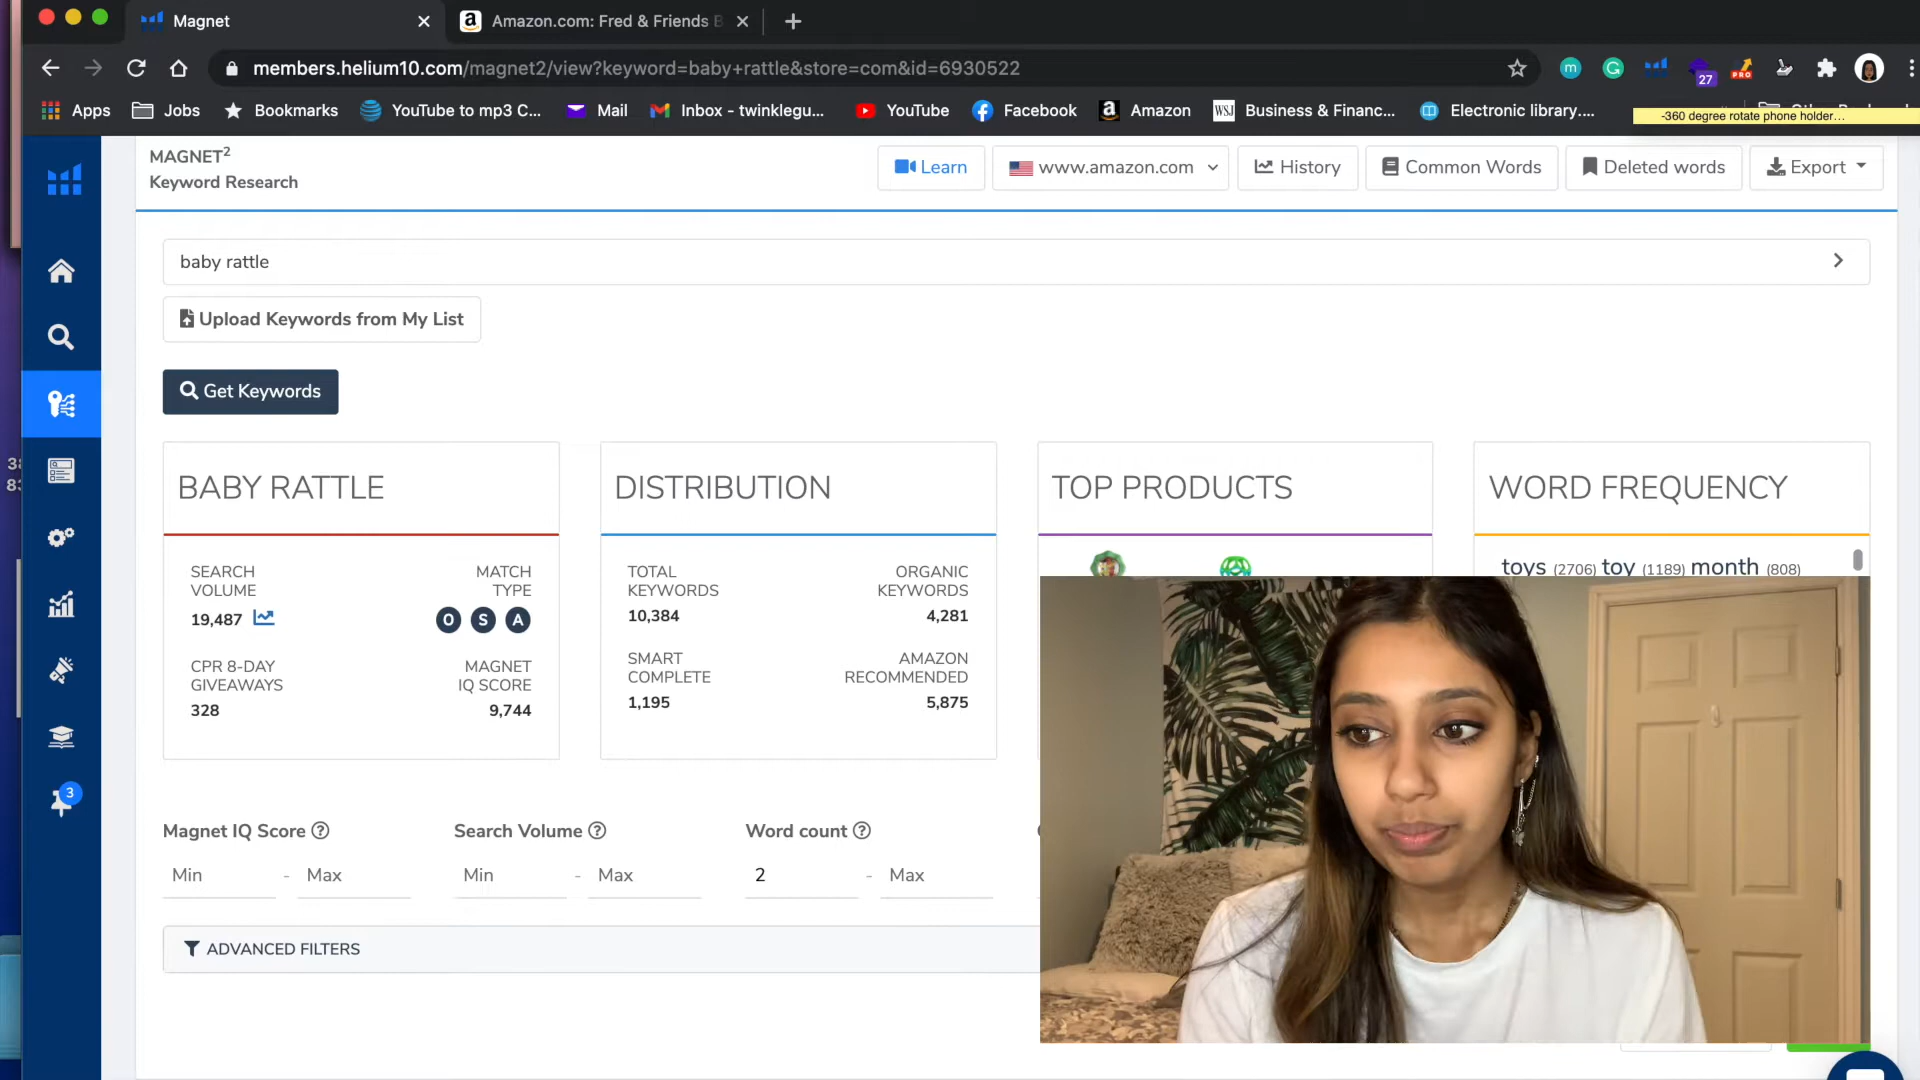 Magnet
Amazon.com: Fred & Friends B
members.helium10.com/magnet2/view?keyword=baby+rattle&store=com&id=6930522
27
PRO
Apps
Jobs
Bookmarks
YouTube to mp3 C...
Mail
Inbox - twinklegu...
YouTube
Facebook
Amazon
WSJ
Business & Financ...
Electronic library....
-360 degree rotate phone holder...
MAGNET2
Keyword Research
Learn
www.amazon.com
History
Common Words
Deleted words
Export
baby rattle
Upload Keywords from My List
Get Keywords
BABY RATTLE
SEARCH
VOLUME
19,487
MATCH
TYPE
O S A
CPR 8-DAY
GIVEAWAYS
328
MAGNET
IQ SCORE
9,744
DISTRIBUTION
TOTAL
KEYWORDS
10,384
ORGANIC
KEYWORDS
4,281
SMART
COMPLETE
1,195
AMAZON
RECOMMENDED
5,875
TOP PRODUCTS
WORD FREQUENCY
toys (2706) toy (1189) month (808)
3
Magnet IQ Score
Min - Max
Search Volume
Min - Max
Word count
2 - Max
ADVANCED FILTERS